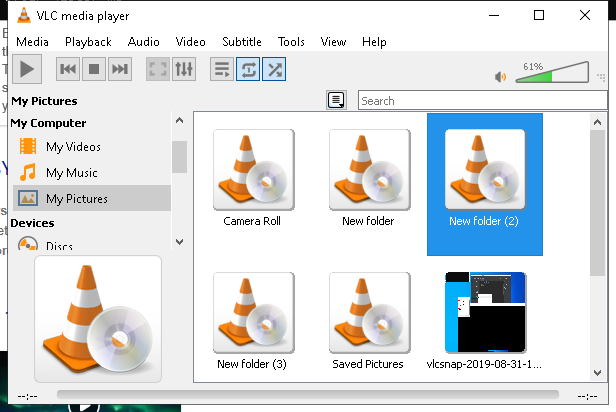 VLC media player
Media Playback Audio Video Subtitle Tools View Help
61%
My Pictures
Search
My Computer
My Videos
My Music
My Pictures
Devices
Discs
Camera Roll
New folder
New folder (2)
New folder (3)
Saved Pictures
vlcsnap-2019-08-31-1...
--:--
--:--